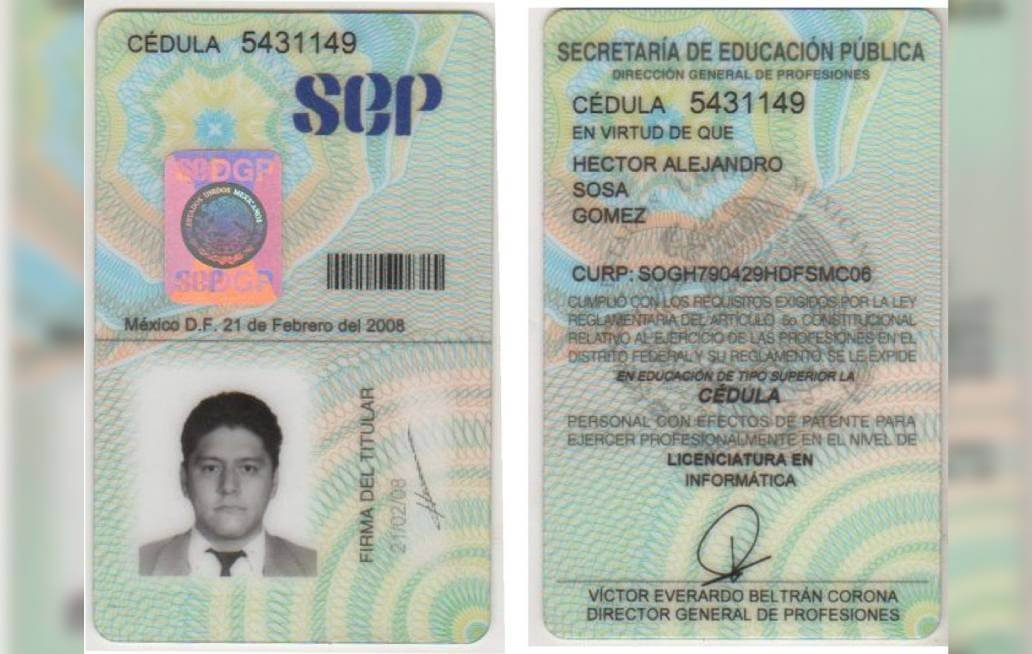 CÉDULA 5431149
sep
SEP DGP
ESTADOS UNIDOS MEXICANOS
SEP DGP
México D.F. 21 de Febrero del 2008
FIRMA DEL TITULAR
21/02/08
SECRETARÍA DE EDUCACIÓN PÚBLICA
DIRECCIÓN GENERAL DE PROFESIONES
CÉDULA 5431149
EN VIRTUD DE QUE
HECTOR ALEJANDRO
SOSA
GOMEZ
CURP: SOGH790429HDFSMC06
CUMPLIÓ CON LOS REQUISITOS EXIGIDOS POR LA LEY
REGLAMENTARIA DEL ARTÍCULO 5o CONSTITUCIONAL
RELATIVO AL EJERCICIO DE LAS PROFESIONES EN EL
DISTRITO FEDERAL Y SU REGLAMENTO SE LE EXPIDE
EN EDUCACIÓN DE TIPO SUPERIOR LA
CÉDULA
PERSONAL CON EFECTOS DE PATENTE PARA
EJERCER PROFESIONALMENTE EN EL NIVEL DE
LICENCIATURA EN
INFORMÁTICA
VÍCTOR EVERARDO BELTRÁN CORONA
DIRECTOR GENERAL DE PROFESIONES